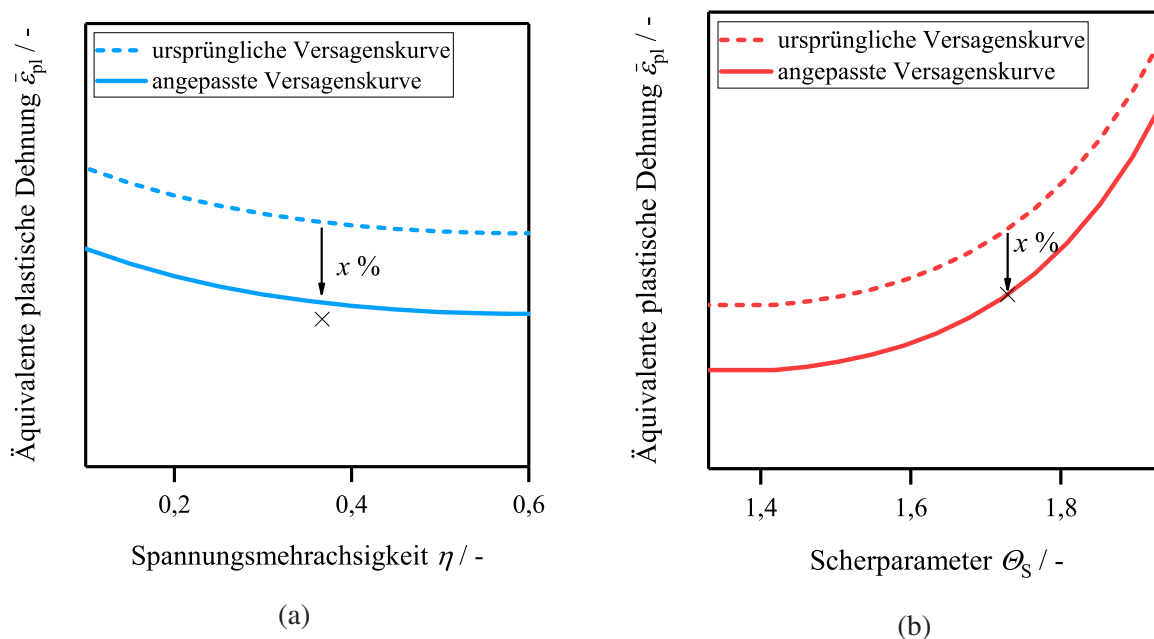 Äquivalente plastische Dehnung ε̄pl / -
ursprüngliche Versagenskurve
angepasste Versagenskurve
x %
0,2
0,4
0,6
Spannungsmehrachsigkeit η / -
(a)
Äquivalente plastische Dehnung ε̄pl / -
ursprüngliche Versagenskurve
angepasste Versagenskurve
x %
1,4
1,6
1,8
Scherparameter ΘS / -
(b)